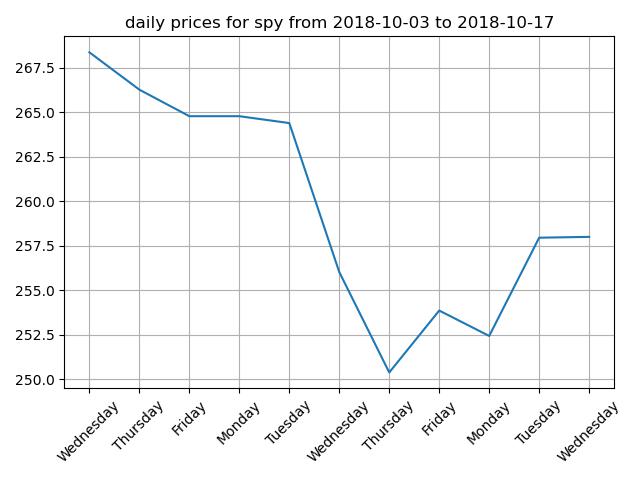 daily prices for spy from 2018-10-03 to 2018-10-17
267.5
265.0
262.5
260.0
257.5
255.0
252.5
250.0
Wednesday
Thursday
Friday
Monday
Tuesday
Wednesday
Thursday
Friday
Monday
Tuesday
Wednesday